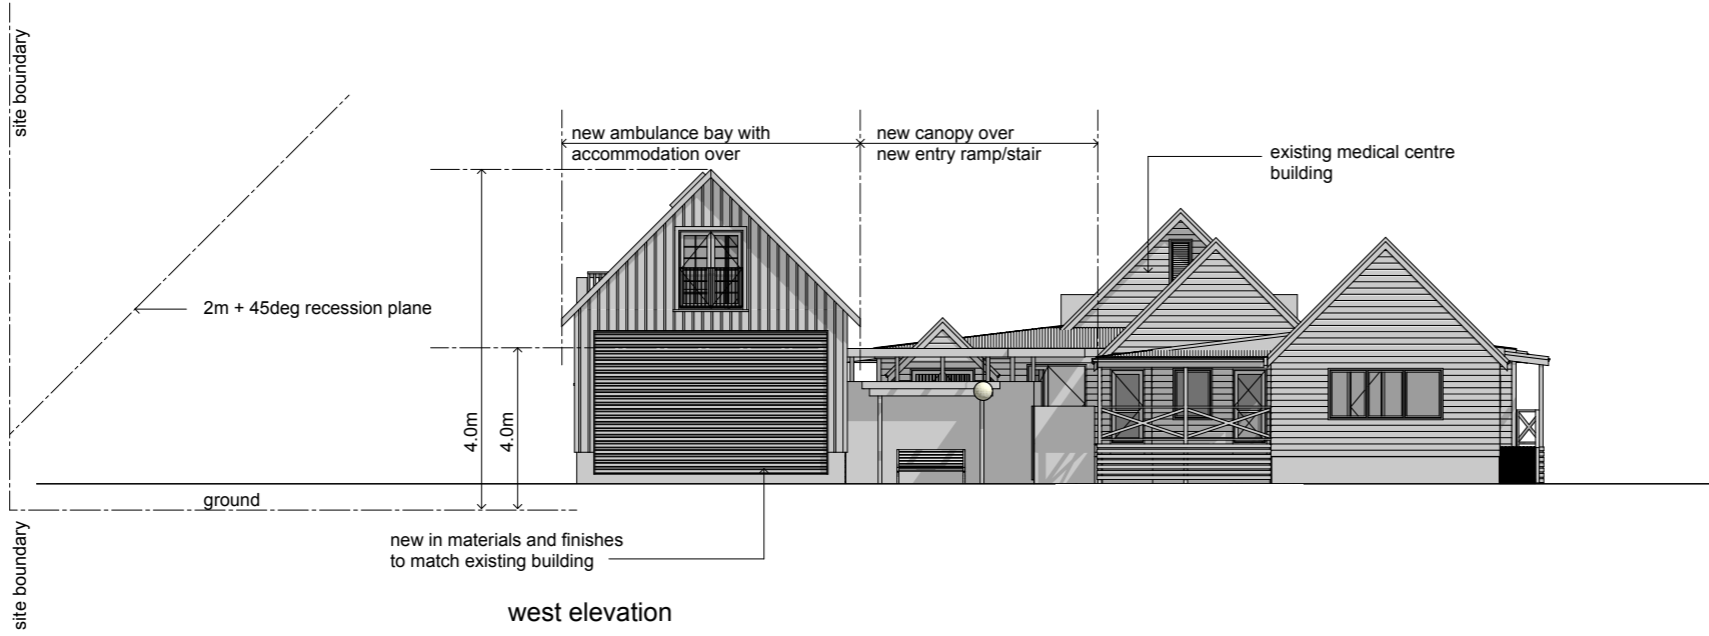 site boundary
new ambulance bay with
accommodation over
new canopy over
new entry ramp/stair
existing medical centre
building
2m + 45deg recession plane
4.0m
4.0m
ground
site boundary
new in materials and finishes
to match existing building
west elevation